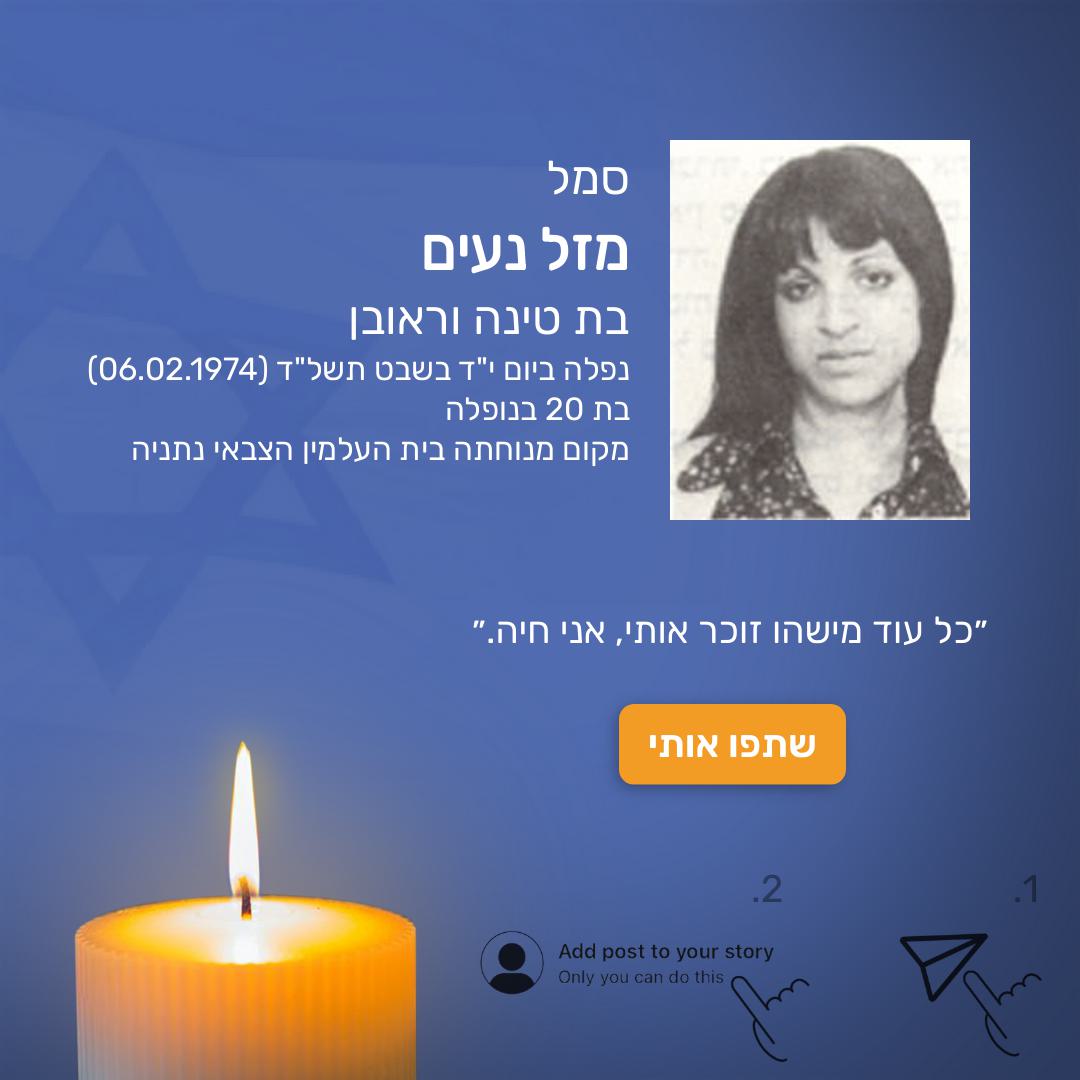 סמל
מזל נעים
בת טינה וראובן
נפלה ביום י"ד בשבט תשל"ד (06.02.1974)
בת 20 בנופלה
מקום מנוחתה בית העלמין הצבאי נתניה
״כל עוד מישהו זוכר אותי, אני חיה.״
שתפו אותי
1.
2.
Add post to your story
Only you can do this